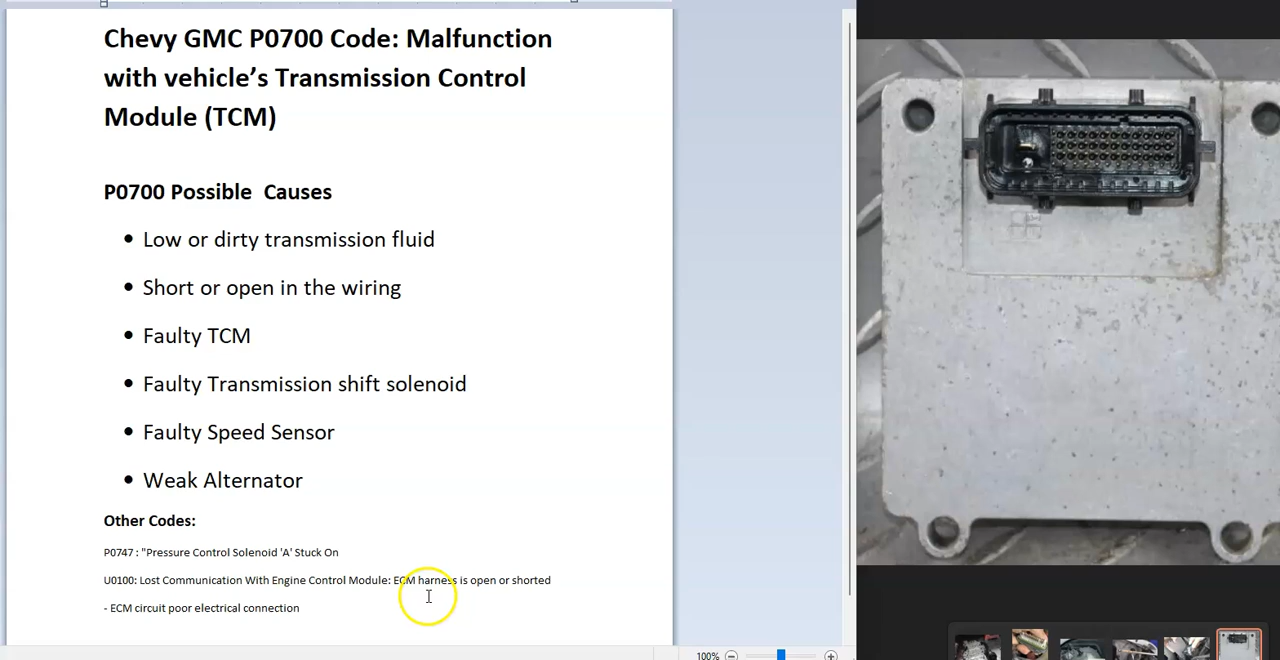 Chevy GMC P0700 Code: Malfunction
with vehicle’s Transmission Control
Module (TCM)
P0700 Possible  Causes
• Low or dirty transmission fluid
• Short or open in the wiring
• Faulty TCM
• Faulty Transmission shift solenoid
• Faulty Speed Sensor
• Weak Alternator
Other Codes:
P0747 : "Pressure Control Solenoid 'A' Stuck On
U0100: Lost Communication With Engine Control Module: ECM harness is open or shorted
- ECM circuit poor electrical connection
100%